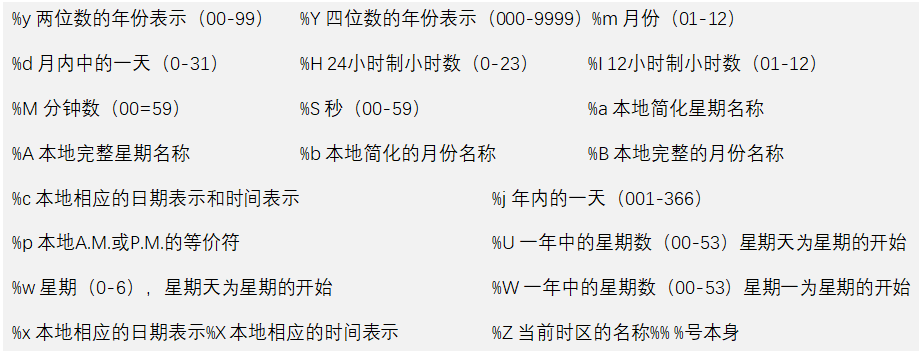 %y 两位数的年份表示（00-99） %Y 四位数的年份表示（000-9999）%m 月份（01-12）
%d 月内中的一天（0-31） %H 24小时制小时数（0-23） %I 12小时制小时数（01-12）
%M 分钟数（00=59） %S 秒（00-59） %a 本地简化星期名称
%A 本地完整星期名称 %b 本地简化的月份名称 %B 本地完整的月份名称
%c 本地相应的日期表示和时间表示 %j 年内的一天（001-366）
%p 本地A.M.或P.M.的等价符 %U 一年中的星期数（00-53）星期天为星期的开始
%w 星期（0-6），星期天为星期的开始 %W 一年中的星期数（00-53）星期一为星期的开始
%x 本地相应的日期表示%X 本地相应的时间表示 %Z 当前时区的名称%% %号本身